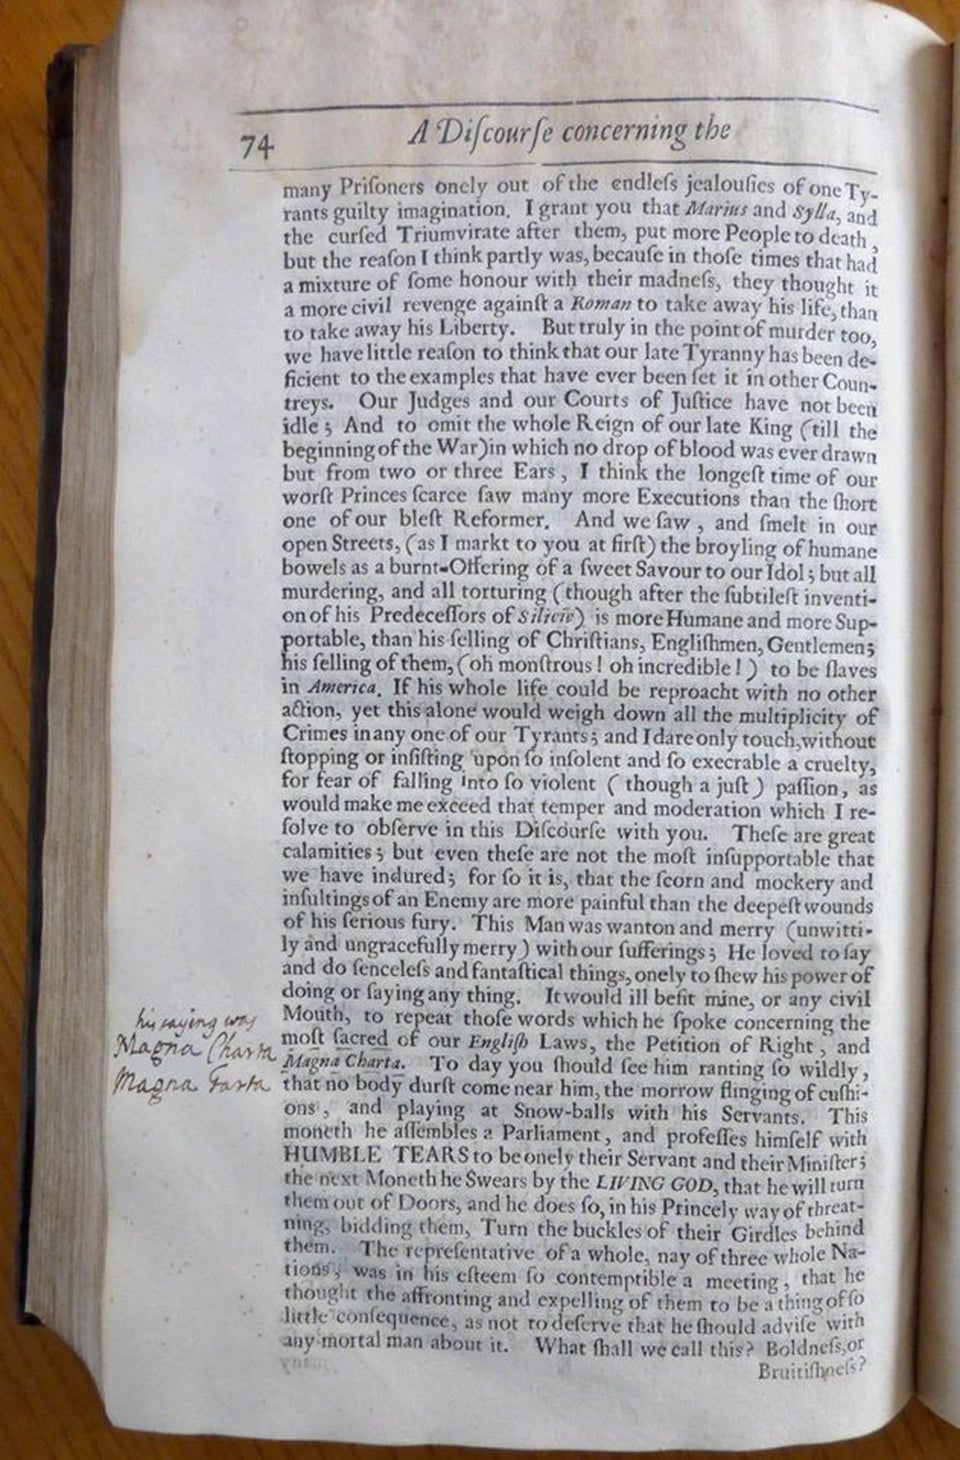 74
A Diſcourſe concerning the
many Priſoners onely out of the endleſs jealouſies of one Ty-
rants guilty imagination. I grant you that Marius and Sylla, and
the curſed Triumvirate after them, put more People to death,
but the reaſon I think partly was, becauſe in thoſe times that had
a mixture of ſome honour with their madneſs, they thought it
a more civil revenge againſt a Roman to take away his life, than
to take away his Liberty. But truly in the point of murder too,
we have little reaſon to think that our late Tyranny has been de-
ficient to the examples that have ever been ſet it in other Coun-
treys. Our Judges and our Courts of Juſtice have not been
idle; And to omit the whole Reign of our late King (till the
beginning of the War) in which no drop of blood was ever drawn
but from two or three Ears, I think the longeſt time of our
worſt Princes ſcarce ſaw many more Executions than the ſhort
one of our bleſt Reformer. And we ſaw, and ſmelt in our
open Streets, (as I markt to you at firſt) the broyling of humane
bowels as a burnt-Offering of a ſweet Savour to our Idol; but all
murdering, and all torturing (though after the ſubtileſt inventi-
on of his Predeceſſors of Silicie) is more Humane and more Sup-
portable, than his ſelling of Chriſtians, Engliſhmen, Gentlemen;
his ſelling of them, (oh monſtrous! oh incredible!) to be ſlaves
in America. If his whole life could be reproacht with no other
action, yet this alone would weigh down all the multiplicity of
Crimes in any one of our Tyrants; and I dare only touch, without
ſtopping or inſiſting upon ſo inſolent and ſo execrable a cruelty,
for fear of falling into ſo violent (though a juſt) paſſion, as
would make me exceed that temper and moderation which I re-
ſolve to obſerve in this Diſcourſe with you. Theſe are great
calamities; but even theſe are not the moſt inſupportable that
we have indured; for ſo it is, that the ſcorn and mockery and
inſultings of an Enemy are more painful than the deepeſt wounds
of his ſerious fury. This Man was wanton and merry (unwitti-
ly and ungracefully merry) with our ſufferings; He loved to ſay
and do ſenceleſs and fantaſtical things, onely to ſhew his power of
doing or ſaying any thing. It would ill befit mine, or any civil
Mouth, to repeat thoſe words which he ſpoke concerning the
moſt ſacred of our Engliſh Laws, the Petition of Right, and
his saying was
Magna Charta
Magna Farta
Magna Charta. To day you ſhould ſee him ranting ſo wildly,
that no body durſt come near him, the morrow flinging of cuſhi-
ons, and playing at Snow-balls with his Servants. This
moneth he aſſembles a Parliament, and profeſſes himſelf with
HUMBLE TEARS to be onely their Servant and their Miniſter;
the next Moneth he Swears by the LIVING GOD, that he will turn
them out of Doors, and he does ſo, in his Princely way of threat-
ning, bidding them, Turn the buckles of their Girdles behind
them. The repreſentative of a whole, nay of three whole Na-
tions, was in his eſteem ſo contemptible a meeting, that he
thought the affronting and expelling of them to be a thing of ſo
little conſequence, as not to deſerve that he ſhould adviſe with
any mortal man about it. What ſhall we call this? Boldneſs, or
Bruitiſhneſs?